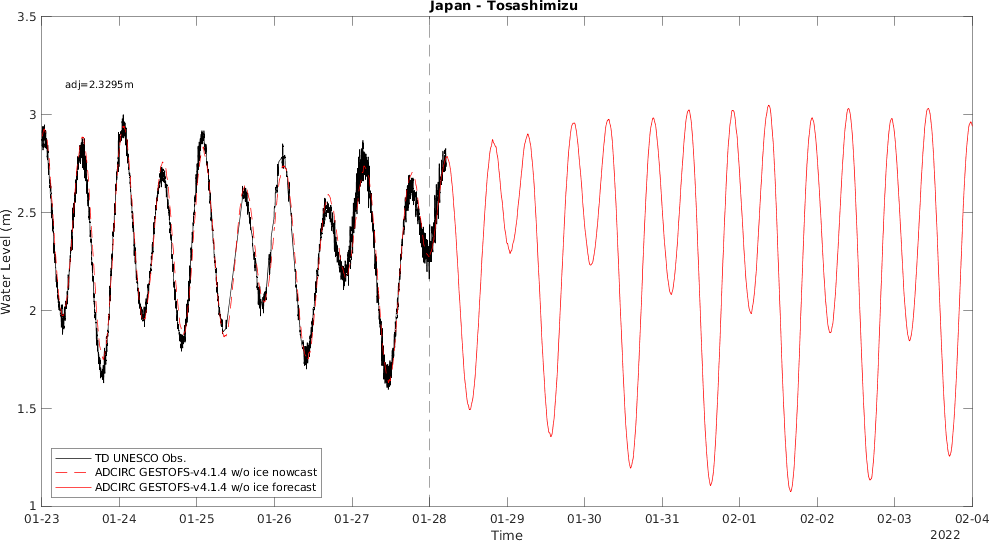 Japan - Tosashimizu
3.5
adj=2.3295m
3
2.5
Water Level (m)
2
1.5
TD UNESCO Obs.
ADCIRC GESTOFS-v4.1.4 w/o ice nowcast
ADCIRC GESTOFS-v4.1.4 w/o ice forecast
1
01-23 01-24 01-25 01-26 01-27 01-28 01-29 01-30 01-31 02-01 02-02 02-03 02-04
Time
2022